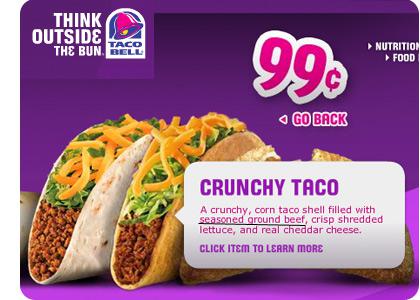 THINK
OUTSIDE
THE BUN.
TACO
BELL
99¢
NUTRITION
FOOD
GO BACK
CRUNCHY TACO
A crunchy, corn taco shell filled with
seasoned ground beef, crisp shredded
lettuce, and real cheddar cheese.
CLICK ITEM TO LEARN MORE